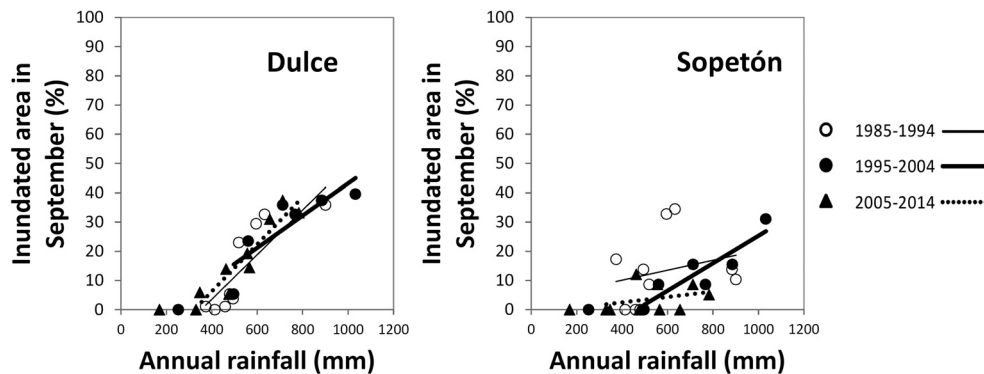 Dulce
Inundated area in
September (%)
100
90
80
70
60
50
40
30
20
10
0
0 200 400 600 800 1000 1200
Annual rainfall (mm)
Sopetón
Inundated area in
September (%)
100
90
80
70
60
50
40
30
20
10
0
0 200 400 600 800 1000 1200
Annual rainfall (mm)
1985-1994
1995-2004
2005-2014